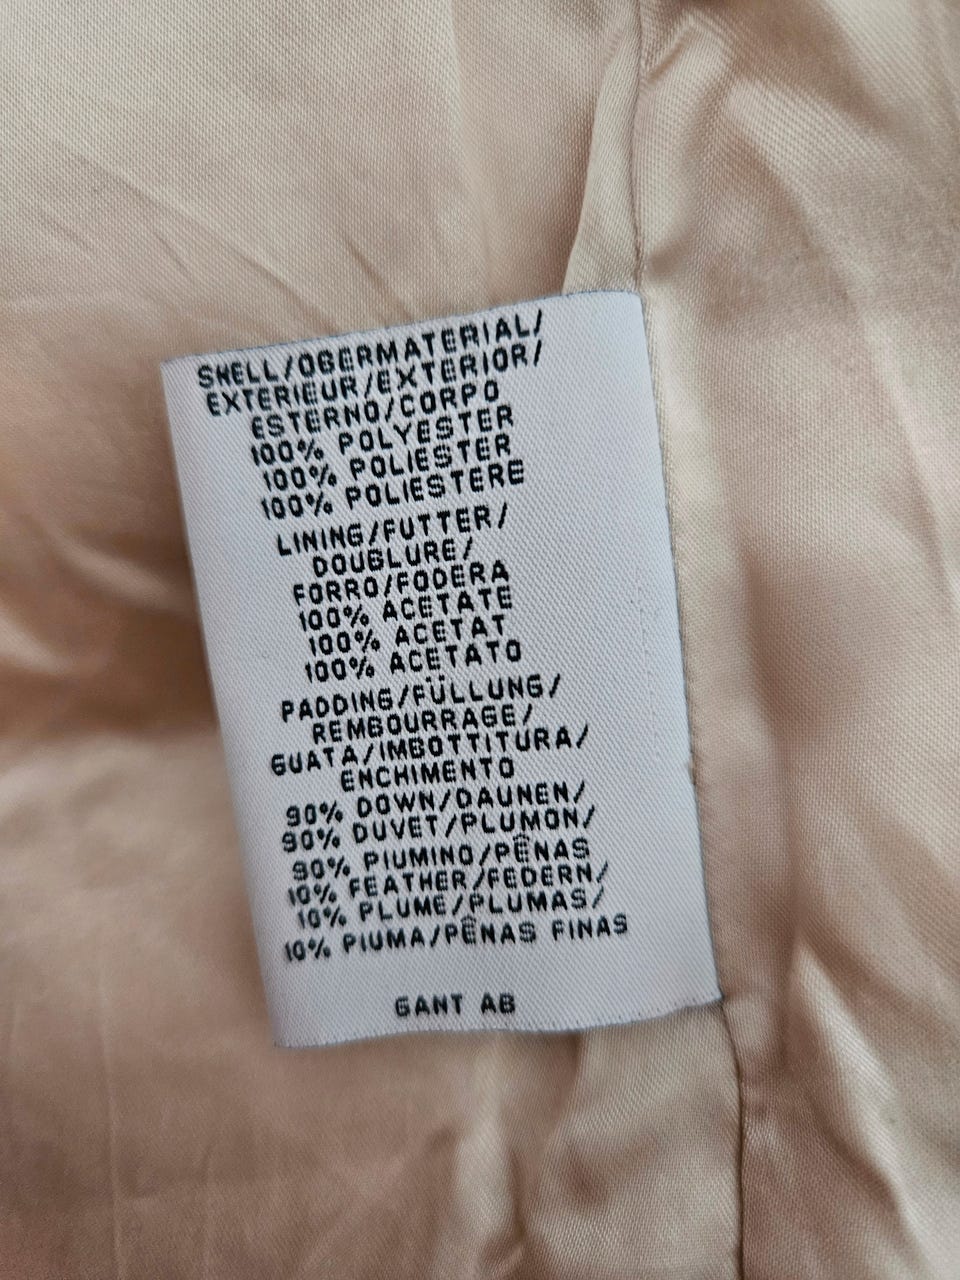 SHELL/OBERMATERIAL/
EXTERIEUR/EXTERIOR/
ESTERNO/CORPO
100% POLYESTER
100% POLIESTER
100% POLIESTERE
LINING/FUTTER/
DOUBLURE/
FORRO/FODERA
100% ACETATE
100% ACETAT
100% ACETATO
PADDING/FÜLLUNG/
REMBOURRAGE/
GUATA/IMBOTTITURA/
ENCHIMENTO
90% DOWN/DAUNEN/
90% DUVET/PLUMON/
90% PIUMINO/PÊNAS
10% FEATHER/FEDERN/
10% PLUME/PLUMAS/
10% PIUMA/PÊNAS FINAS
GANT AB